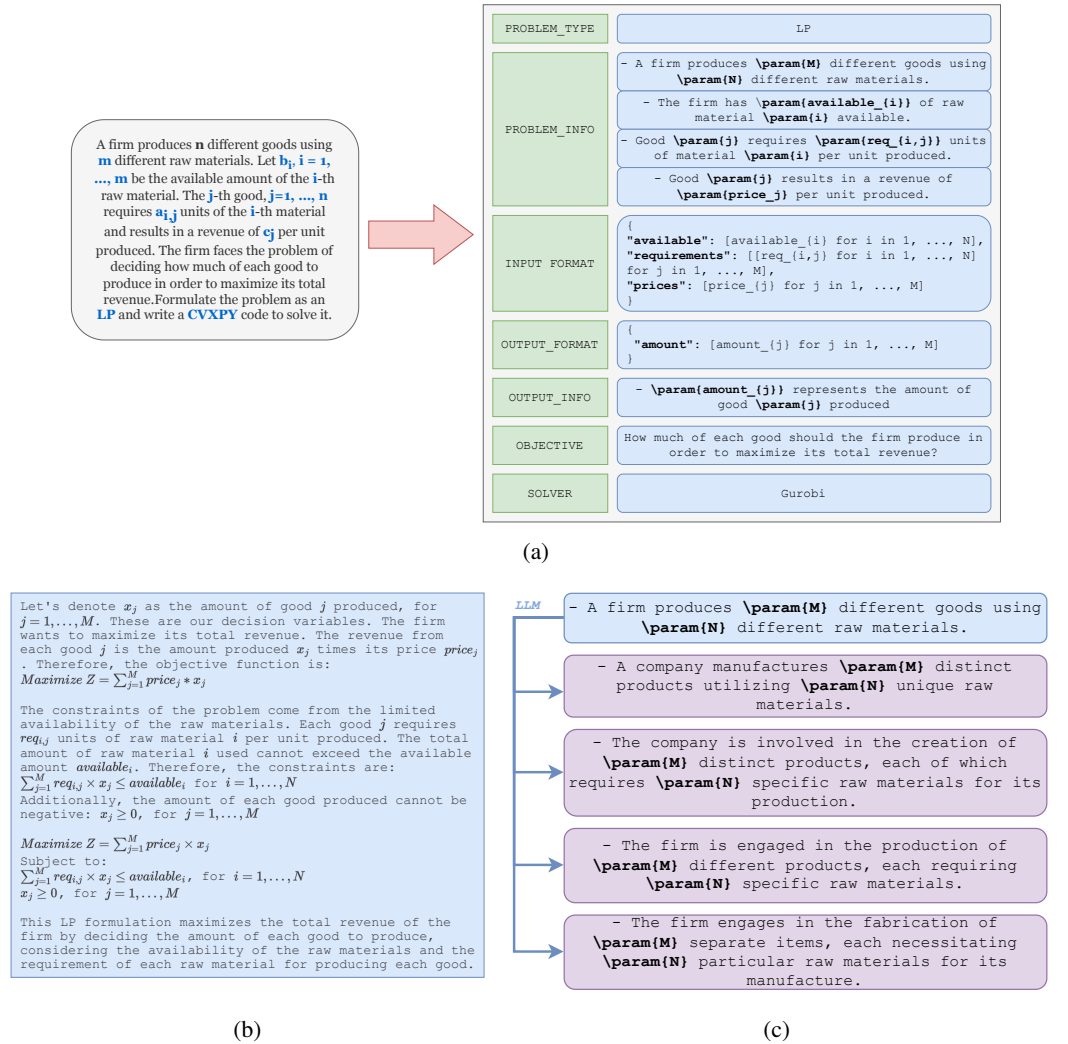 A firm produces n different goods using
m different raw materials. Let b_i, i = 1,
..., m be the available amount of the i-th
raw material. The j-th good, j=1, ..., n
requires a_{i,j} units of the i-th material
and results in a revenue of c_j per unit
produced. The firm faces the problem of
deciding how much of each good to
produce in order to maximize its total
revenue.Formulate the problem as an
LP and write a CVXPY code to solve it.
PROBLEM_TYPE
LP
PROBLEM_INFO
- A firm produces \param{M} different goods using
\param{N} different raw materials.
- The firm has \param{available_{i}} of raw
material \param{i} available.
- Good \param{j} requires \param{req_{i,j}} units
of material \param{i} per unit produced.
- Good \param{j} results in a revenue of
\param{price_j} per unit produced.
INPUT FORMAT
{
"available": [available_{i} for i in 1, ..., N],
"requirements": [[req_{i,j} for i in 1, ..., N]
for j in 1, ..., M],
"prices": [price_{j} for j in 1, ..., M]
}
OUTPUT_FORMAT
{
"amount": [amount_{j} for j in 1, ..., M]
}
OUTPUT_INFO
- \param{amount_{j}} represents the amount of
good \param{j} produced
OBJECTIVE
How much of each good should the firm produce in
order to maximize its total revenue?
SOLVER
Gurobi
(a)
Let's denote x_j as the amount of good j produced, for
j = 1, . . . , M. These are our decision variables. The firm
wants to maximize its total revenue. The revenue from
each good j is the amount produced x_j times its price price_j
. Therefore, the objective function is:
Maximize Z = ∑_{j=1}^M price_j * x_j
The constraints of the problem come from the limited
availability of the raw materials. Each good j requires
req_{i,j} units of raw material i per unit produced. The total
amount of raw material i used cannot exceed the available
amount available_i. Therefore, the constraints are:
∑_{j=1}^M req_{i,j} × x_j ≤ available_i for i = 1, . . . , N
Additionally, the amount of each good produced cannot be
negative: x_j ≥ 0, for j = 1, . . . , M
Maximize Z = ∑_{j=1}^M price_j × x_j
Subject to:
∑_{j=1}^M req_{i,j} × x_j ≤ available_i, for i = 1, . . . , N
x_j ≥ 0, for j = 1, . . . , M
This LP formulation maximizes the total revenue of the
firm by deciding the amount of each good to produce,
considering the availability of the raw materials and the
requirement of each raw material for producing each good.
(b)
LLM
- A firm produces \param{M} different goods using
\param{N} different raw materials.
- A company manufactures \param{M} distinct
products utilizing \param{N} unique raw
materials.
- The company is involved in the creation of
\param{M} distinct products, each of which
requires \param{N} specific raw materials for its
production.
- The firm is engaged in the production of
\param{M} different products, each requiring
\param{N} specific raw materials.
- The firm engages in the fabrication of
\param{M} separate items, each necessitating
\param{N} particular raw materials for its
manufacture.
(c)